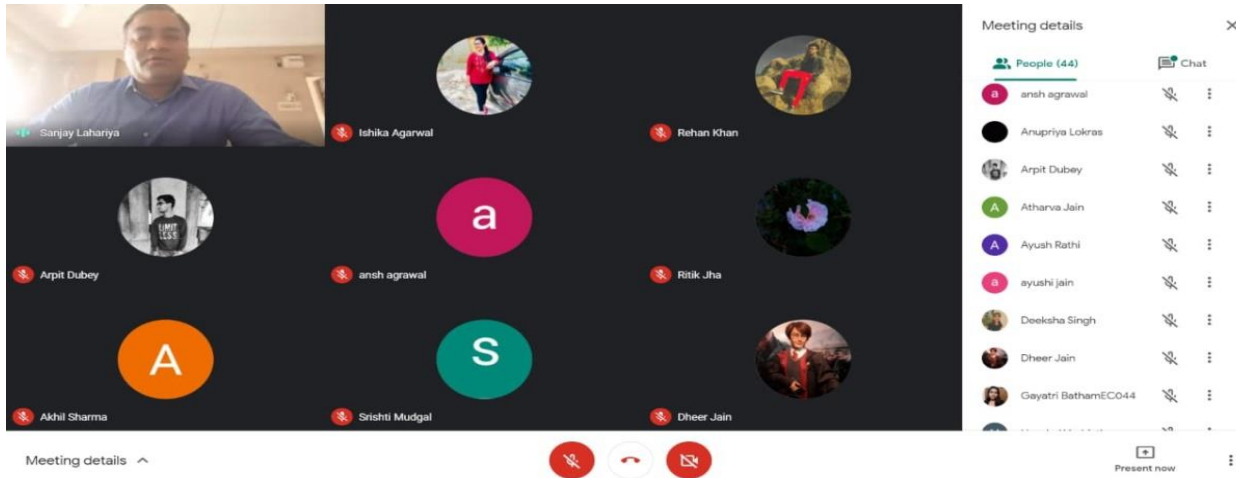 Sanjay Lahariya
Ishika Agarwal
Rehan Khan
LIMIT
LESS
Arpit Dubey
a
ansh agrawal
Ritik Jha
A
Akhil Sharma
S
Srishti Mudgal
Dheer Jain
Meeting details
People (44)
Chat
a ansh agrawal
Anupriya Lokras
Arpit Dubey
A Atharva Jain
A Ayush Rathi
a ayushi jain
Deeksha Singh
Dheer Jain
Gayatri BathamEC044
Meeting details
Present now